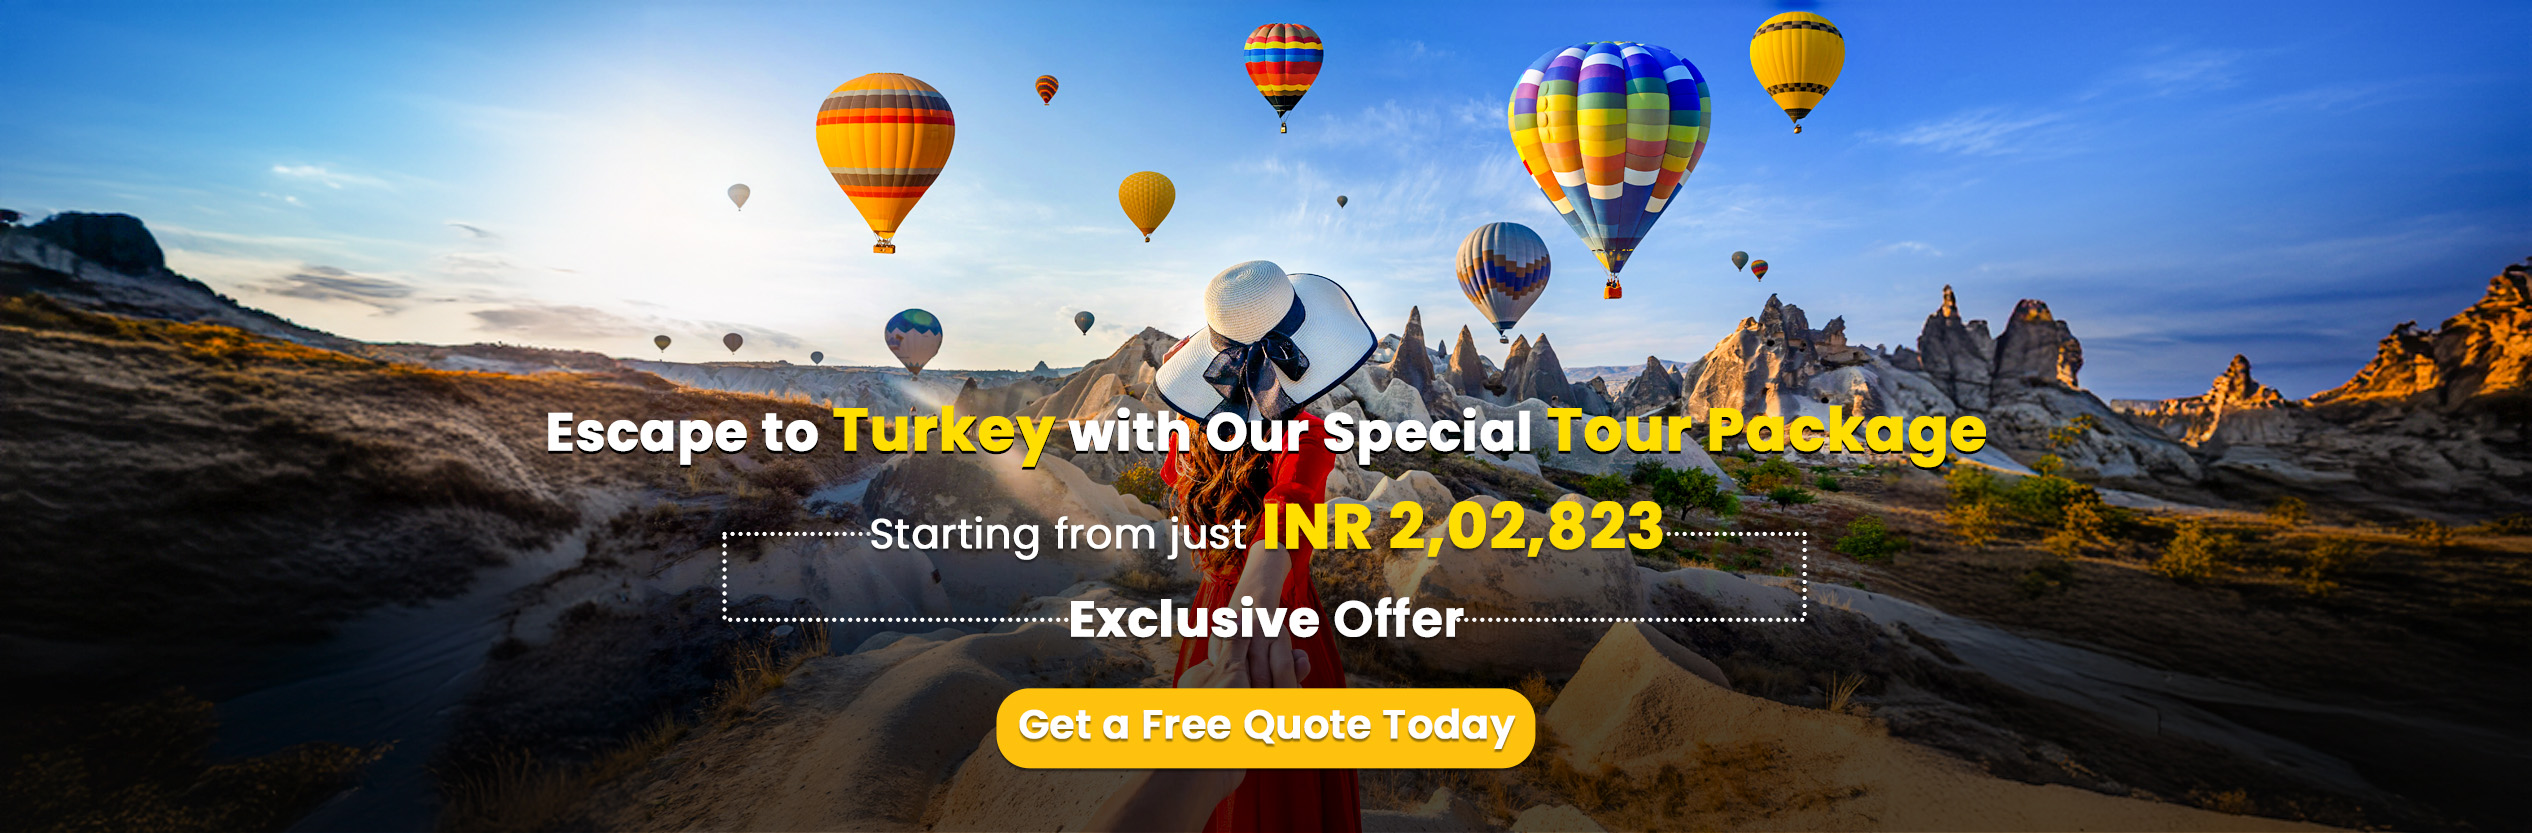 Escape to Turkey with Our Special Tour Package
Starting from just INR 2,02,823
Exclusive Offer
Get a Free Quote Today